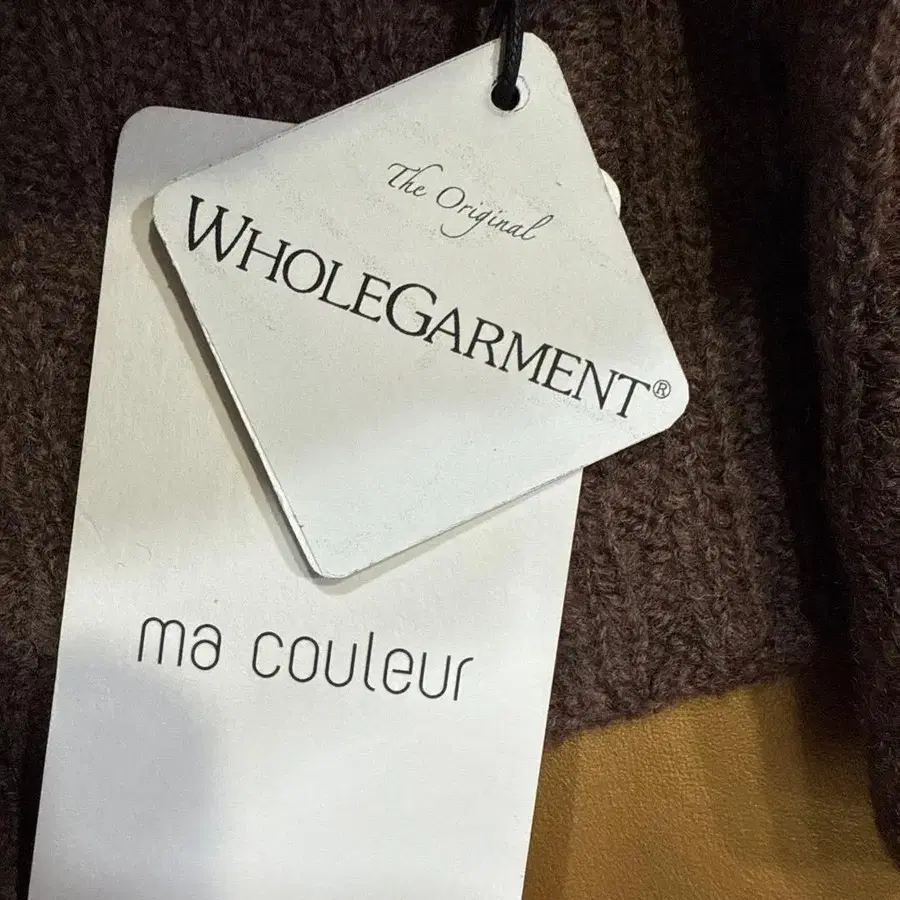 The Original
WHOLEGARMENT®
ma couleur